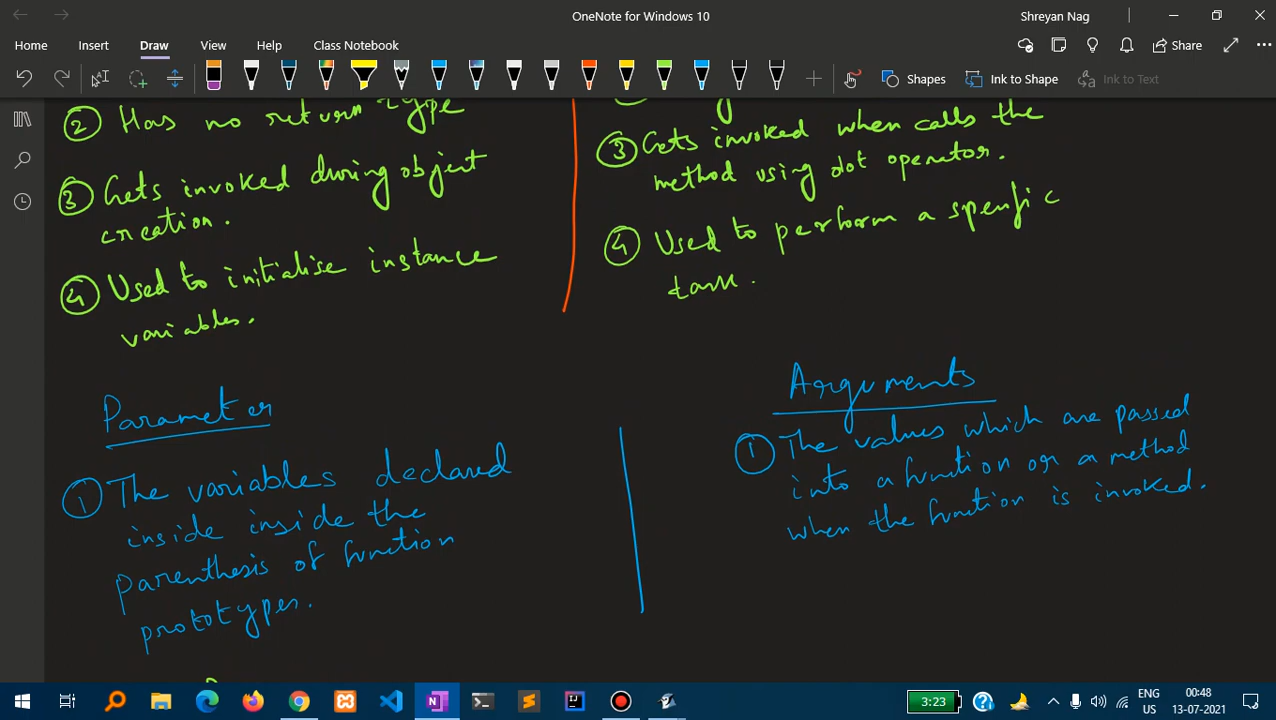 OneNote for Windows 10
Shreyan Nag
Home Insert Draw View Help Class Notebook
Share
Shapes Ink to Shape Ink to Text
② Has no return type
③ Gets invoked during object
creation.
④ Used to initialise instance
variables.
③ Gets invoked when calls the
method using dot operator.
④ Used to perform a specific
task.
Parameter
① The variables declared
inside inside the
parenthesis of function
prototypes.
Arguments
① The values which are passed
into a function or a method
when the function is invoked.
3:23
ENG
US
00:48
13-07-2021